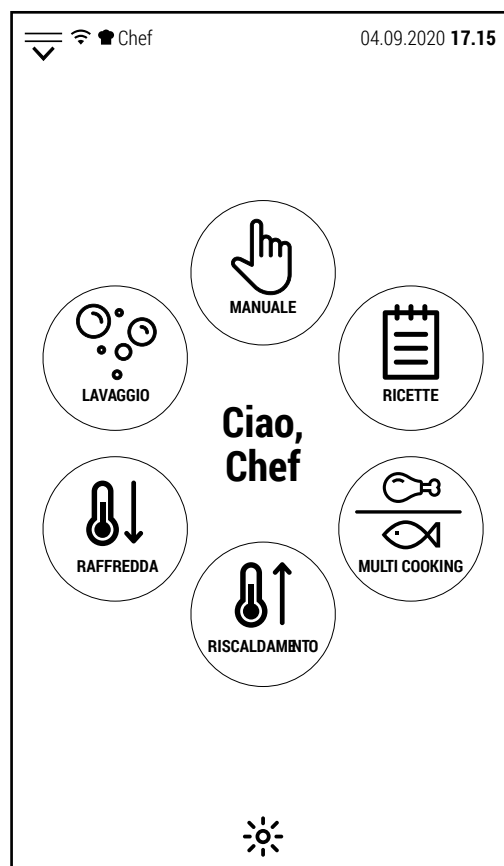 Chef
04.09.2020 17.15
MANUALE
LAVAGGIO
RICETTE
Ciao,
Chef
RAFFREDDA
MULTI COOKING
RISCALDAMENTO